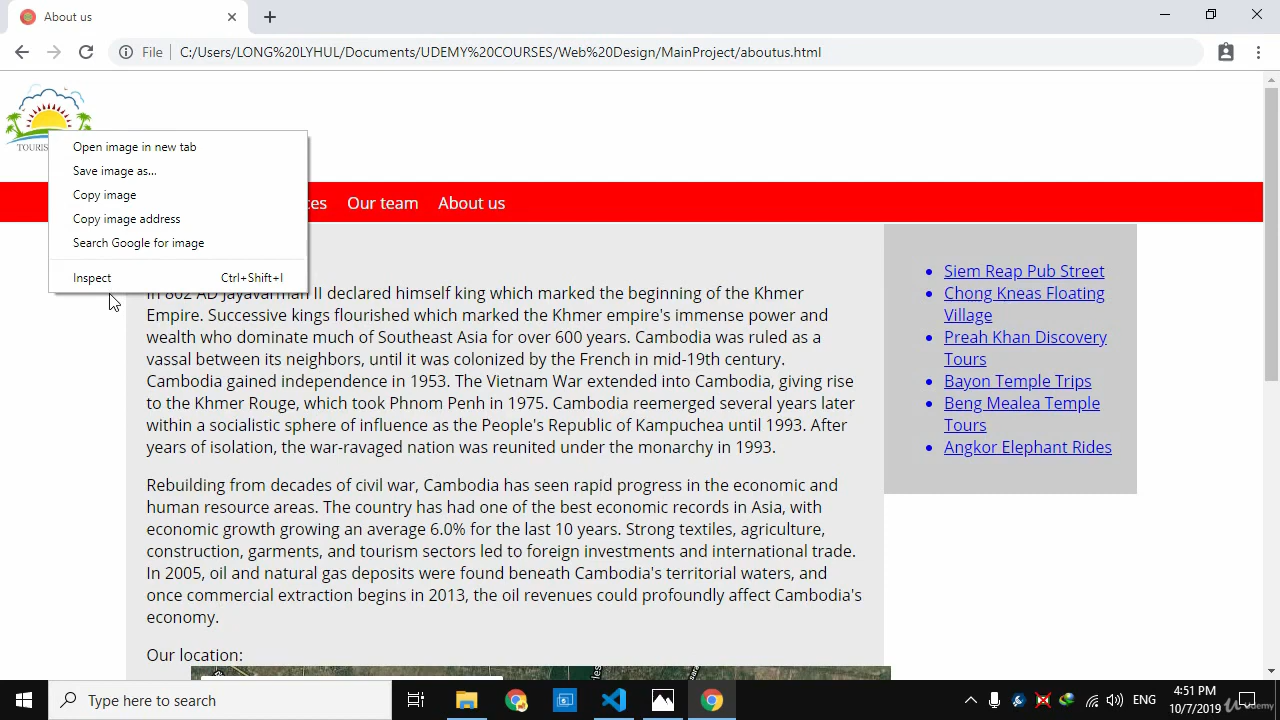 About us
File
C:/Users/LONG%20LYHUL/Documents/UDEMY%20COURSES/Web%20Design/MainProject/aboutus.html
TOURIS
Open image in new tab
Save image as...
Copy image
Copy image address
Search Google for image
Inspect Ctrl+Shift+I
ces Our team About us
In 802 AD Jayavarman II declared himself king which marked the beginning of the Khmer
Empire. Successive kings flourished which marked the Khmer empire's immense power and
wealth who dominate much of Southeast Asia for over 600 years. Cambodia was ruled as a
vassal between its neighbors, until it was colonized by the French in mid-19th century.
Cambodia gained independence in 1953. The Vietnam War extended into Cambodia, giving rise
to the Khmer Rouge, which took Phnom Penh in 1975. Cambodia reemerged several years later
within a socialistic sphere of influence as the People's Republic of Kampuchea until 1993. After
years of isolation, the war-ravaged nation was reunited under the monarchy in 1993.
Rebuilding from decades of civil war, Cambodia has seen rapid progress in the economic and
human resource areas. The country has had one of the best economic records in Asia, with
economic growth growing an average 6.0% for the last 10 years. Strong textiles, agriculture,
construction, garments, and tourism sectors led to foreign investments and international trade.
In 2005, oil and natural gas deposits were found beneath Cambodia's territorial waters, and
once commercial extraction begins in 2013, the oil revenues could profoundly affect Cambodia's
economy.
Our location:
Siem Reap Pub Street
Chong Kneas Floating
Village
Preah Khan Discovery
Tours
Bayon Temple Trips
Beng Mealea Temple
Tours
Angkor Elephant Rides
Type here to search
ENG
4:51 PM
10/7/2019
Udemy